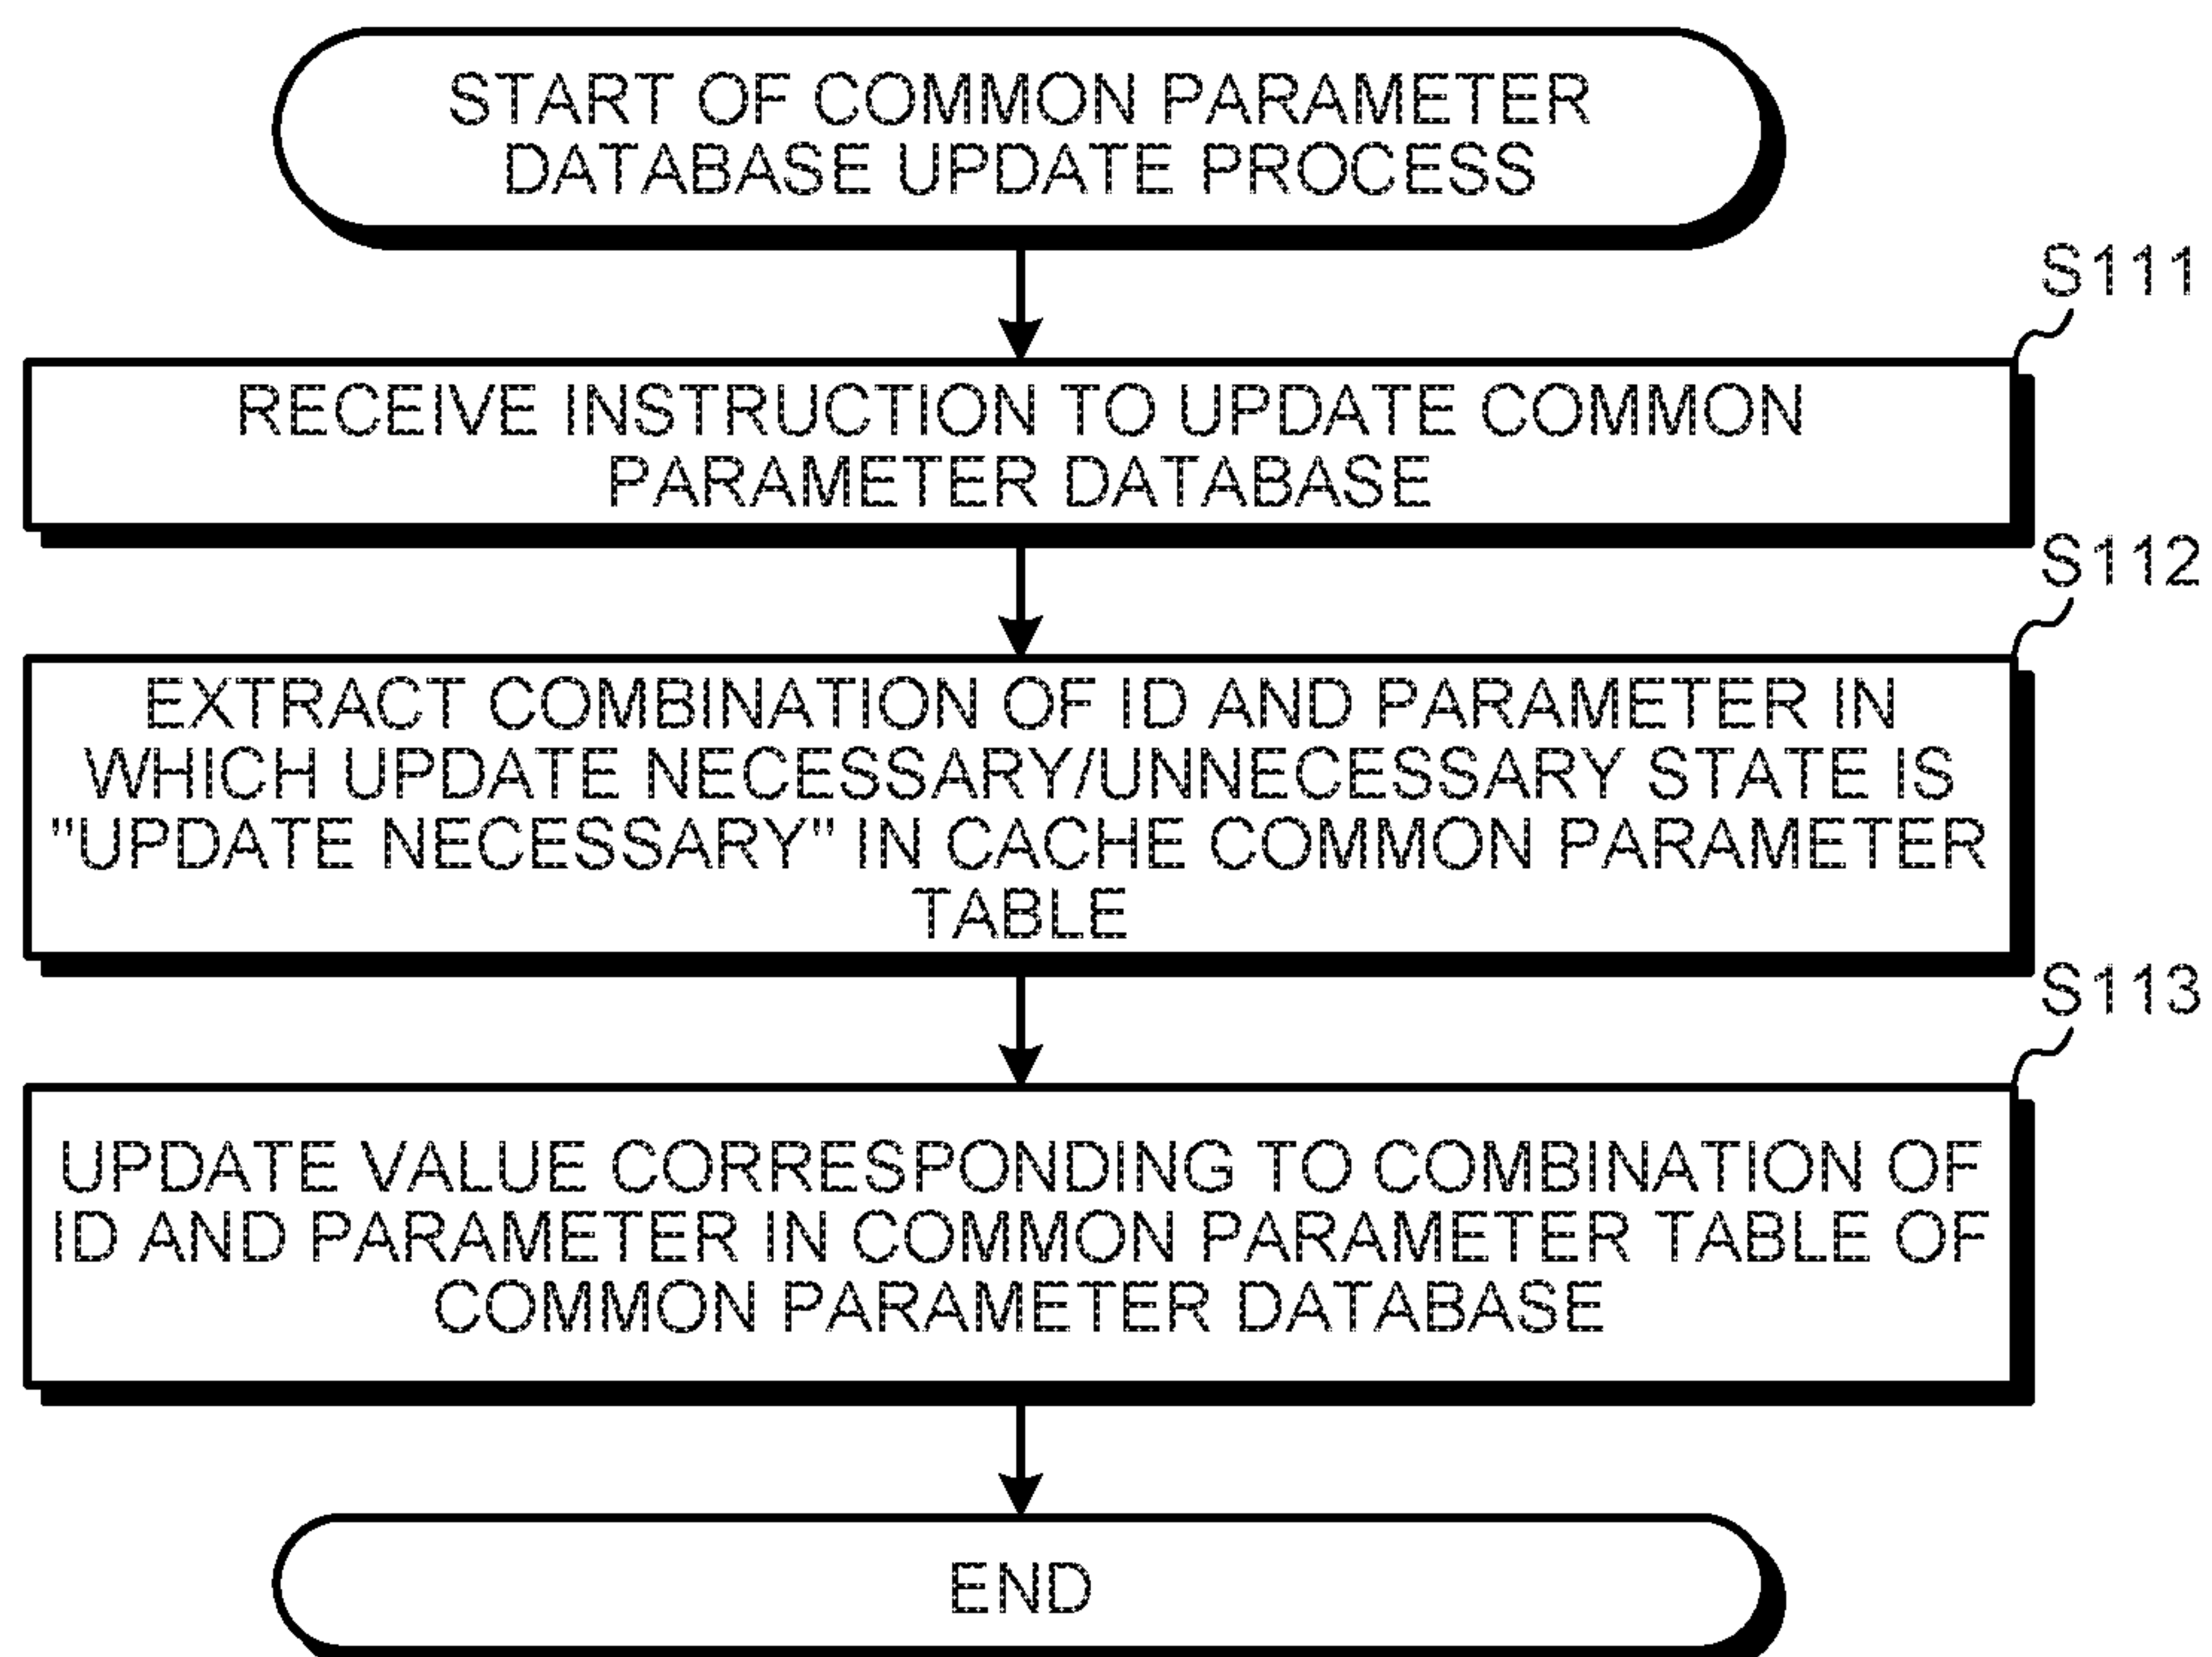 START OF COMMON PARAMETER
DATABASE UPDATE PROCESS
S111
RECEIVE INSTRUCTION TO UPDATE COMMON
PARAMETER DATABASE
S112
EXTRACT COMBINATION OF ID AND PARAMETER IN
WHICH UPDATE NECESSARY/UNNECESSARY STATE IS
"UPDATE NECESSARY" IN CACHE COMMON PARAMETER
TABLE
S113
UPDATE VALUE CORRESPONDING TO COMBINATION OF
ID AND PARAMETER IN COMMON PARAMETER TABLE OF
COMMON PARAMETER DATABASE
END